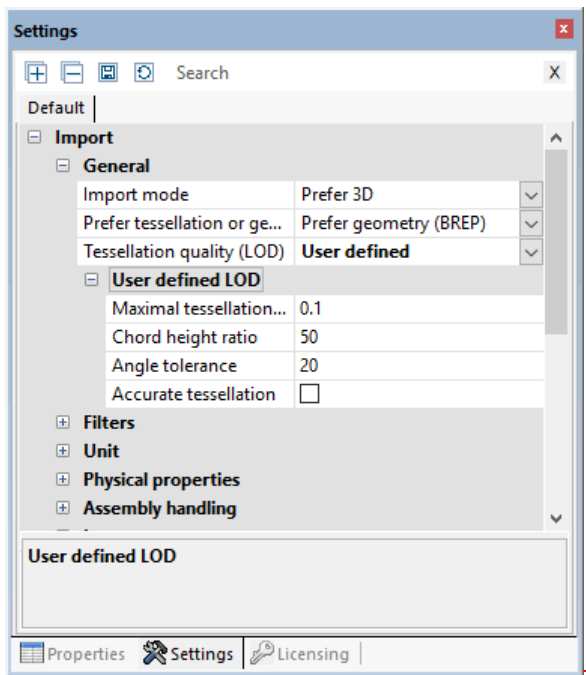 Settings
Search X
Default
Import
General
Import mode Prefer 3D
Prefer tessellation or ge... Prefer geometry (BREP)
Tessellation quality (LOD) User defined
User defined LOD
Maximal tessellation... 0.1
Chord height ratio 50
Angle tolerance 20
Accurate tessellation
Filters
Unit
Physical properties
Assembly handling
User defined LOD
Properties Settings Licensing